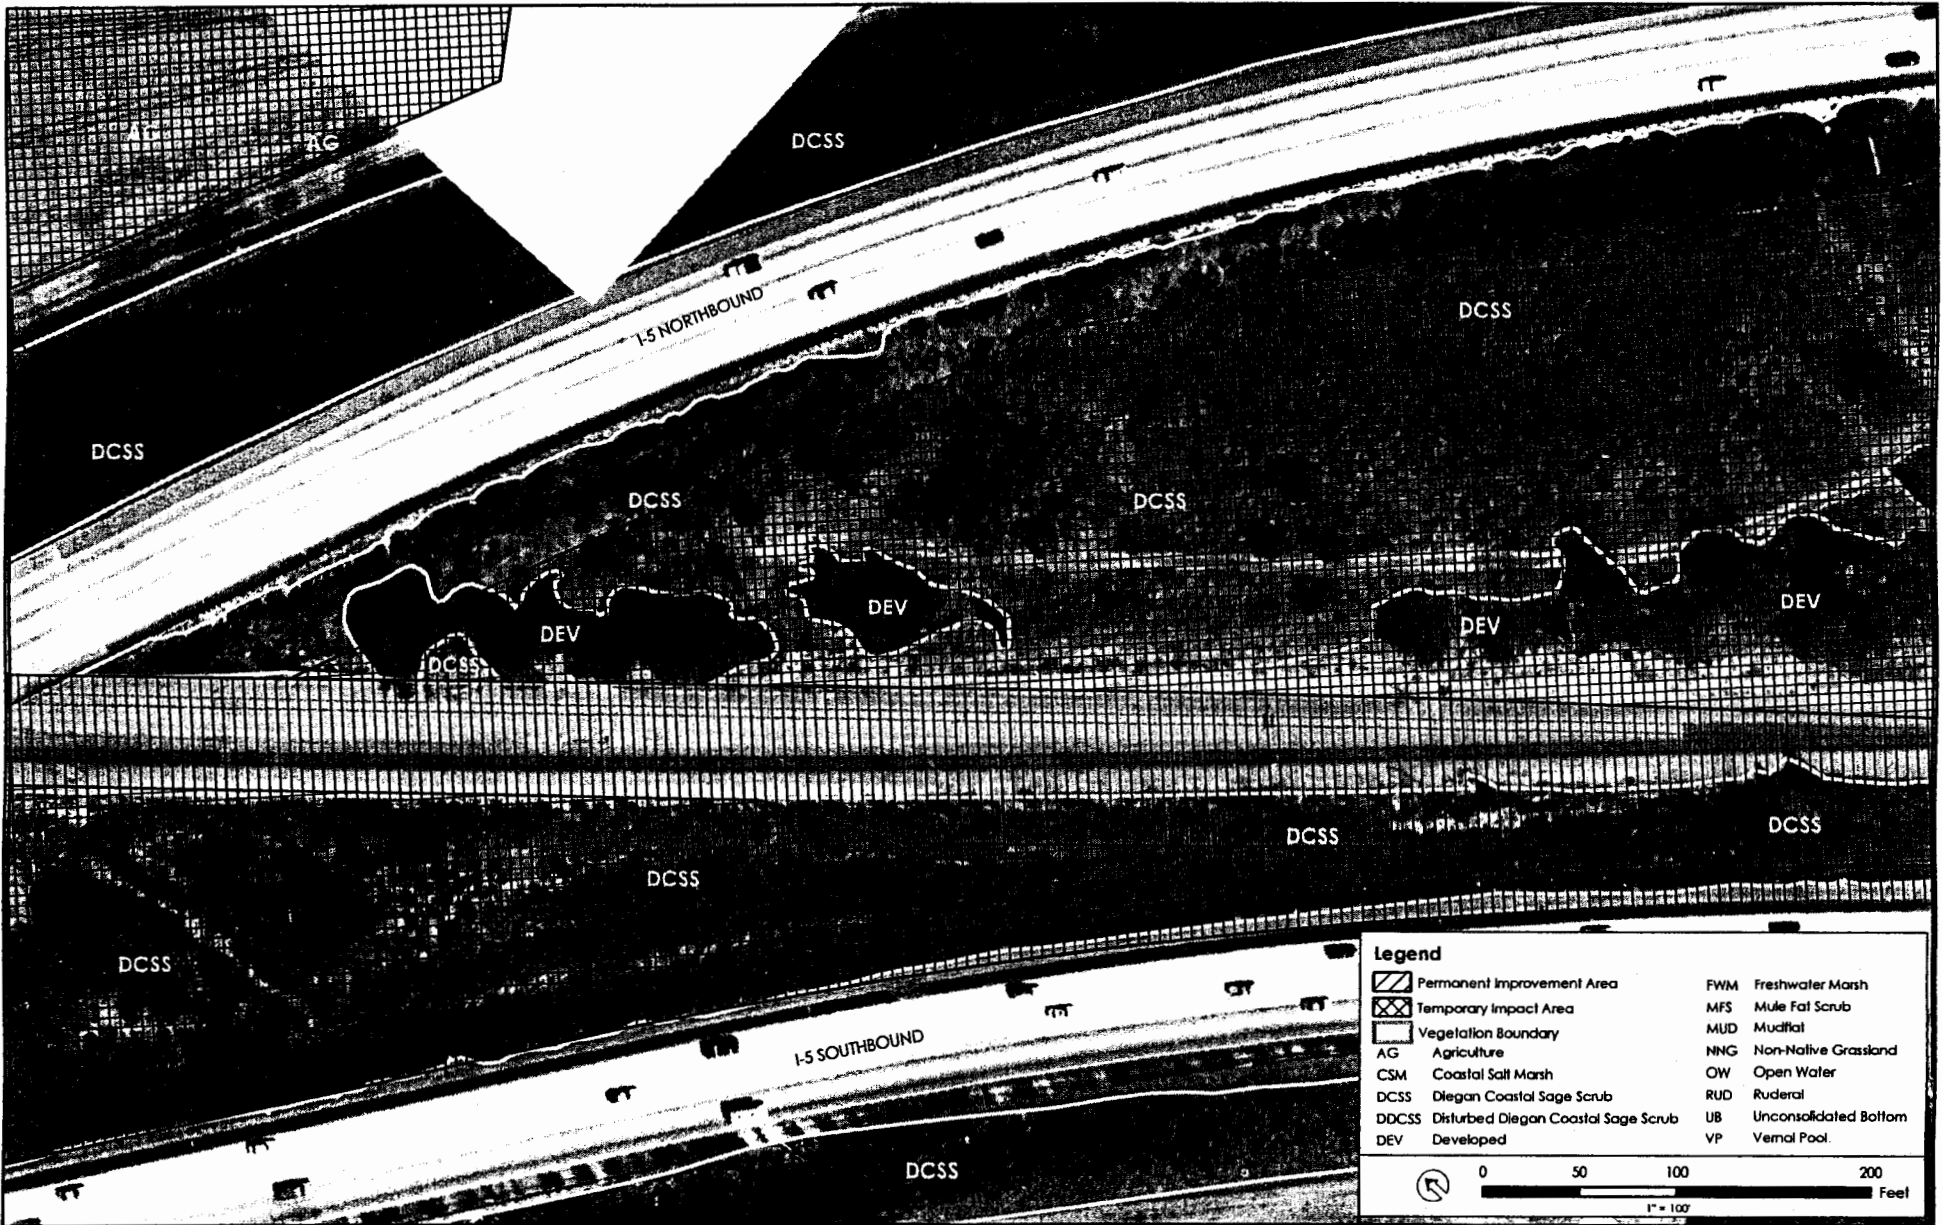 AG
AG
DCSS
I-5 NORTHBOUND
DCSS
DCSS
DCSS
DCSS
DEV
DEV
DEV
DEV
DCSS
DCSS
DCSS
DCSS
DCSS
I-5 SOUTHBOUND
DCSS
Legend
Permanent Improvement Area
Temporary Impact Area
Vegetation Boundary
AG Agriculture
CSM Coastal Salt Marsh
DCSS Diegan Coastal Sage Scrub
DDCSS Disturbed Diegan Coastal Sage Scrub
DEV Developed
FWM Freshwater Marsh
MFS Mule Fat Scrub
MUD Mudflat
NNG Non-Native Grassland
OW Open Water
RUD Ruderal
UB Unconsolidated Bottom
VP Vernal Pool
0 50 100 200
Feet
1" = 100'